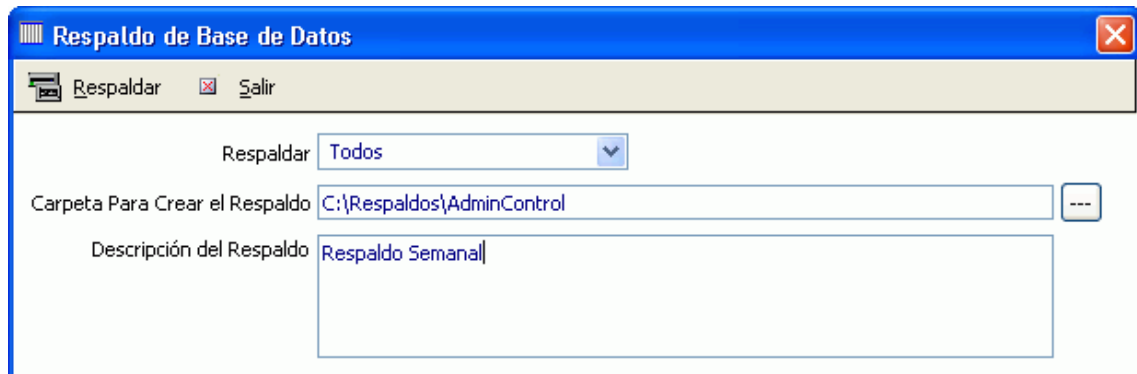 Respaldo de Base de Datos
Respaldar Salir
Respaldar Todos
Carpeta Para Crear el Respaldo C:\Respaldos\AdminControl ---
Descripción del Respaldo Respaldo Semanal